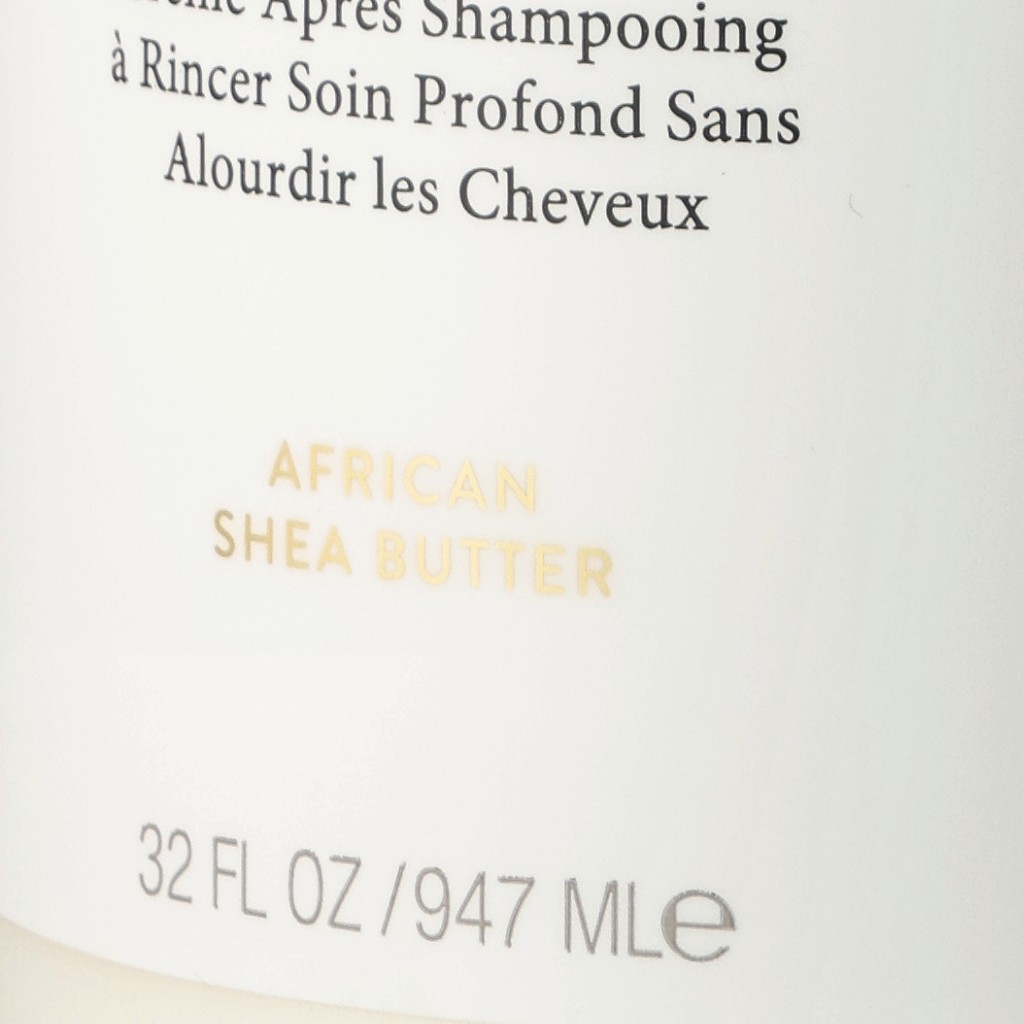 Après Shampooing
à Rincer Soin Profond Sans
Alourdir les Cheveux
AFRICAN
SHEA BUTTER
32 FL OZ / 947 ML e